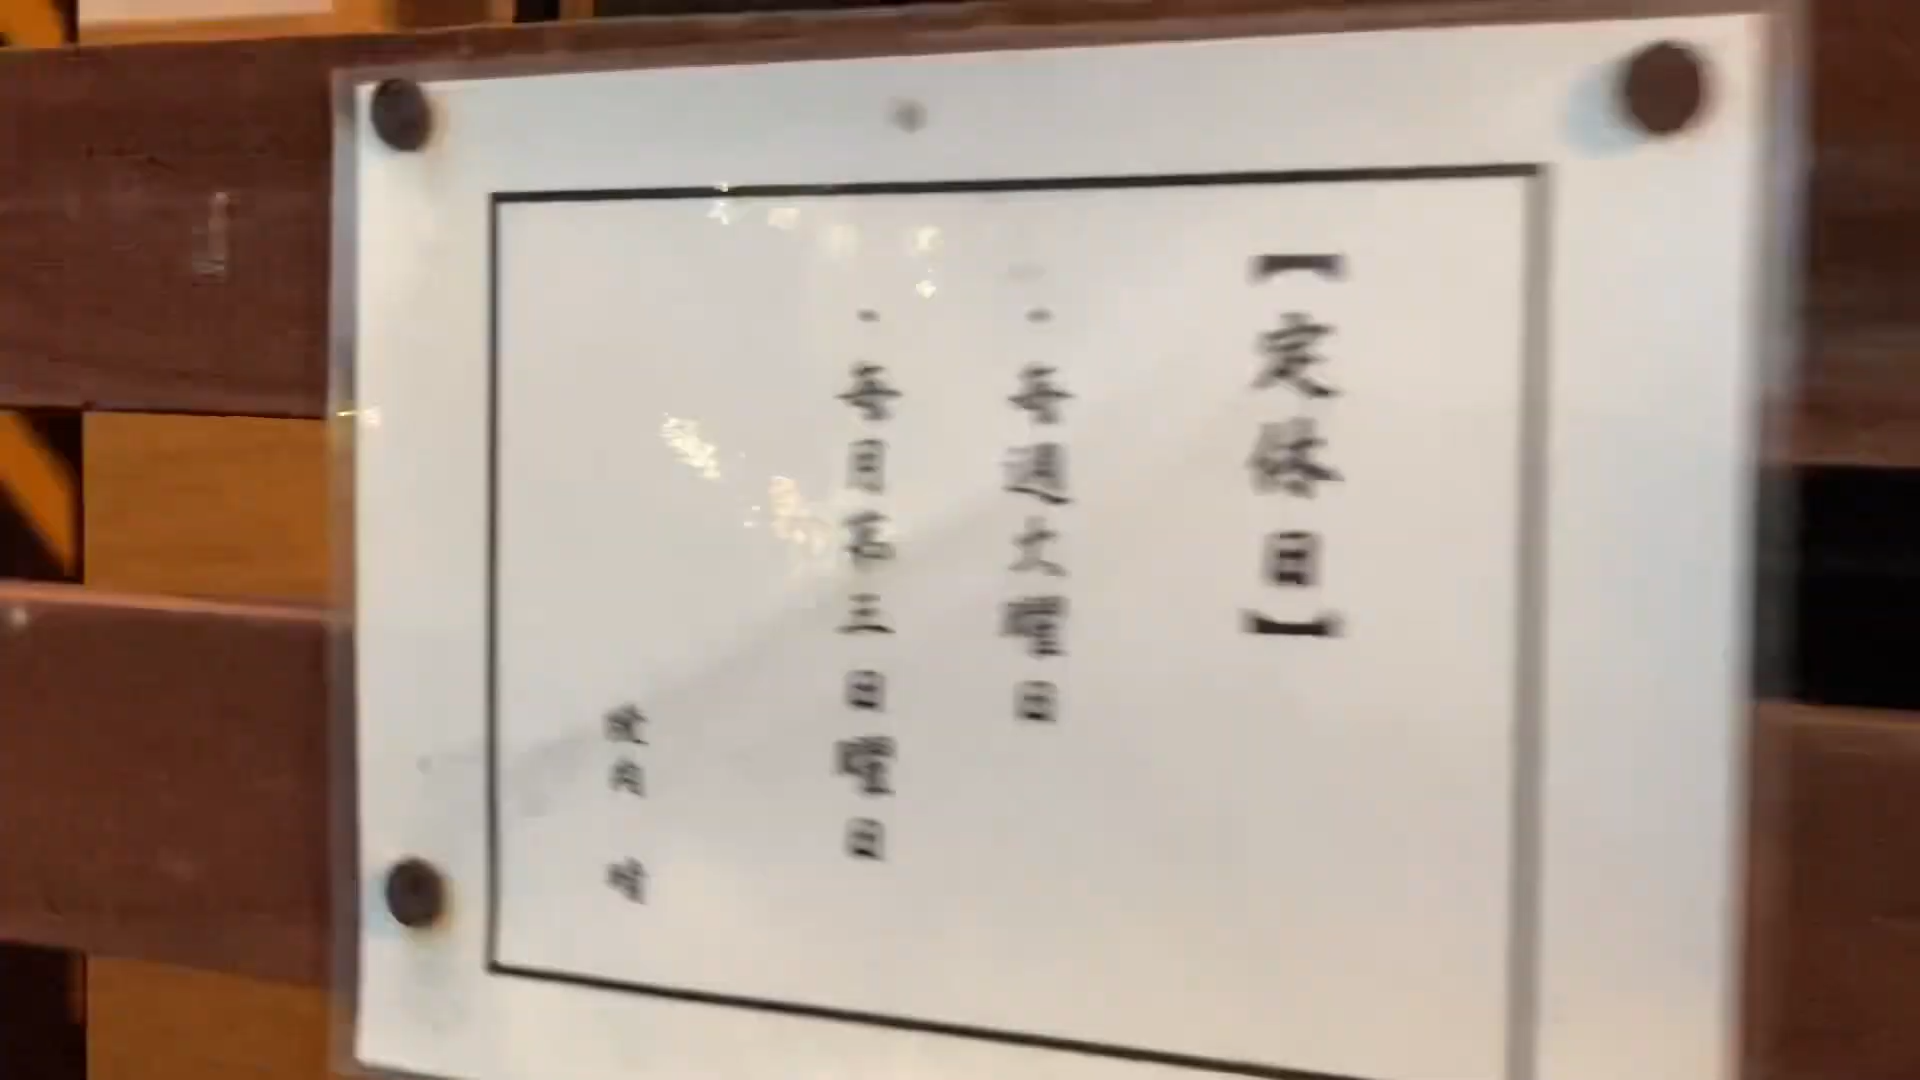 【定休日】
・毎週火曜日
・毎月第三日曜日
焼肉